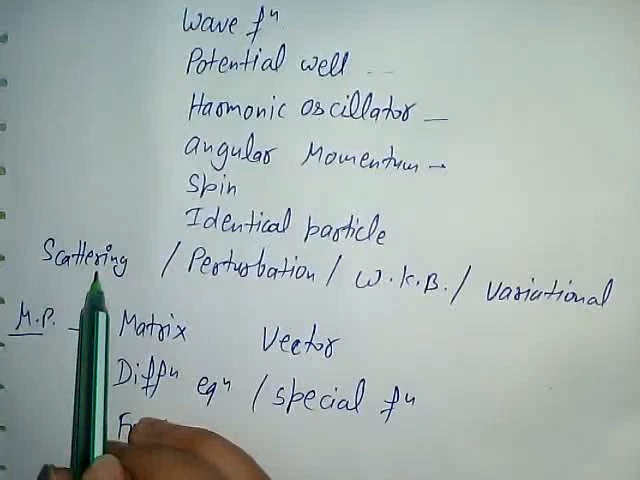 Wave fⁿ
Potential well
Harmonic oscillator
Angular Momentum
Spin
Identical particle
Scattering / Perturbation / W.K.B. / Variational
M.P. - Matrix Vector
Diffⁿ eqⁿ / special fⁿ